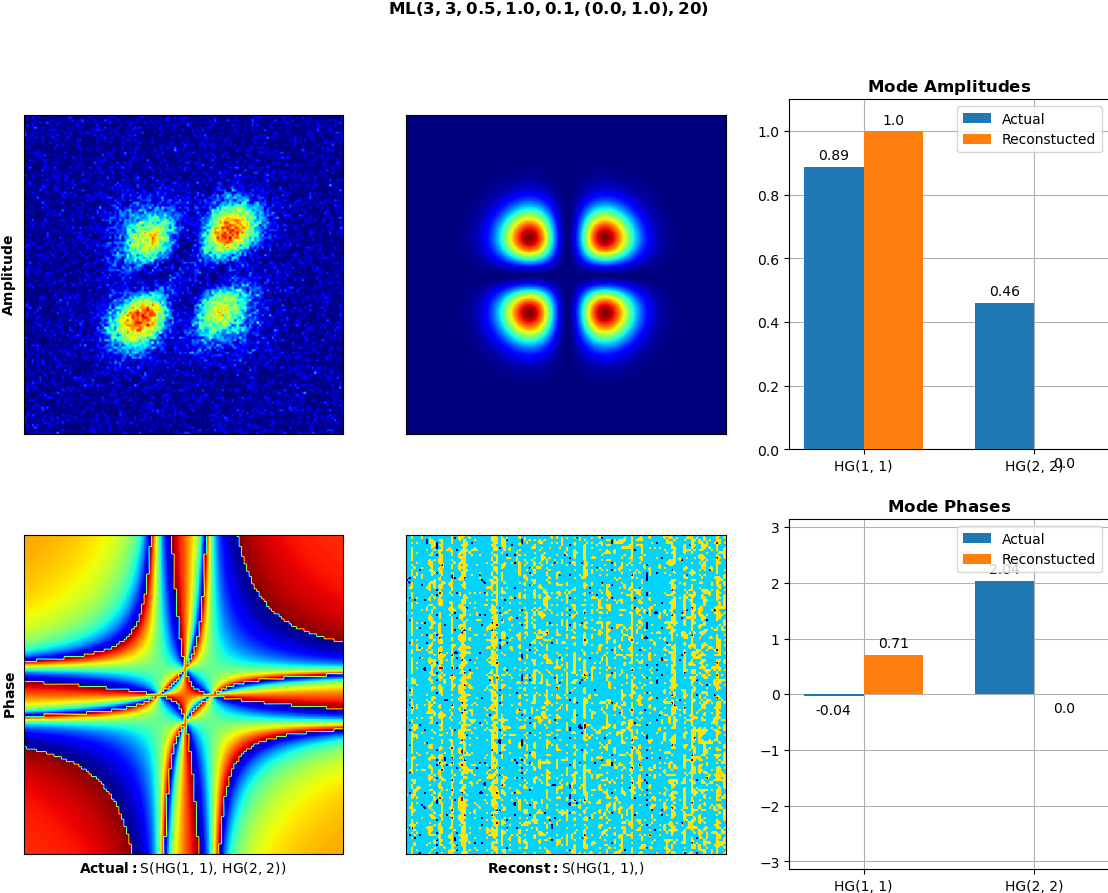 ML(3, 3, 0.5, 1.0, 0.1, (0.0, 1.0), 20)
Amplitude
Mode Amplitudes
Actual
Reconstucted
1.0
0.8
0.6
0.4
0.2
0.0
0.89
1.0
0.46
0.0
HG(1, 1)
HG(2, 2)
Phase
Actual: S(HG(1, 1), HG(2, 2))
Reconst: S(HG(1, 1),)
Mode Phases
Actual
Reconstucted
3
2
1
0
−1
−2
−3
-0.04
0.71
2.04
0.0
HG(1, 1)
HG(2, 2)